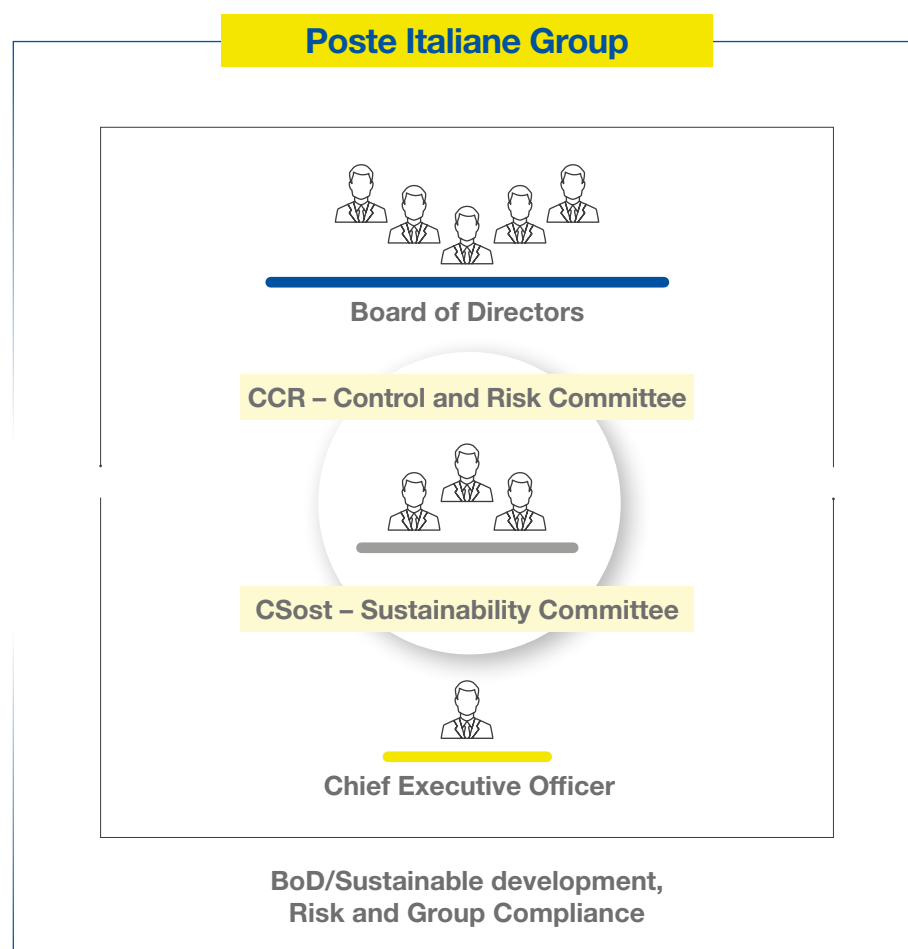 Poste Italiane Group
Board of Directors
CCR – Control and Risk Committee
CSost – Sustainability Committee
Chief Executive Officer
BoD/Sustainable development,
Risk and Group Compliance